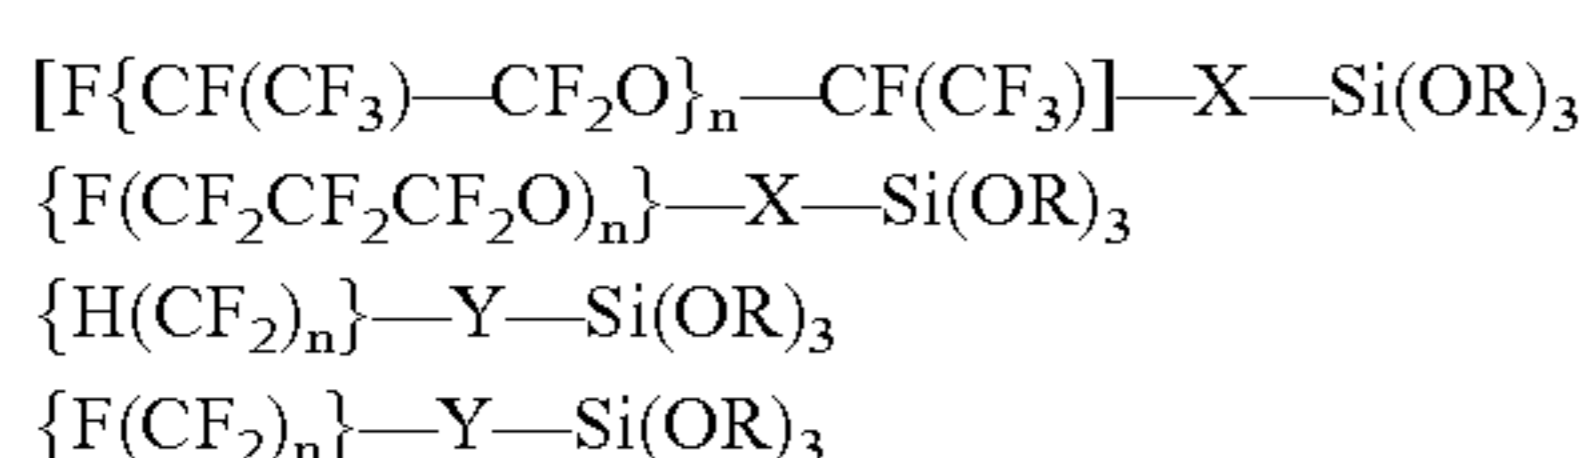 [F{CF(CF₃)—CF₂O}ₙ—CF(CF₃)]—X—Si(OR)₃
{F(CF₂CF₂CF₂O)ₙ}—X—Si(OR)₃
{H(CF₂)ₙ}—Y—Si(OR)₃
{F(CF₂)ₙ}—Y—Si(OR)₃